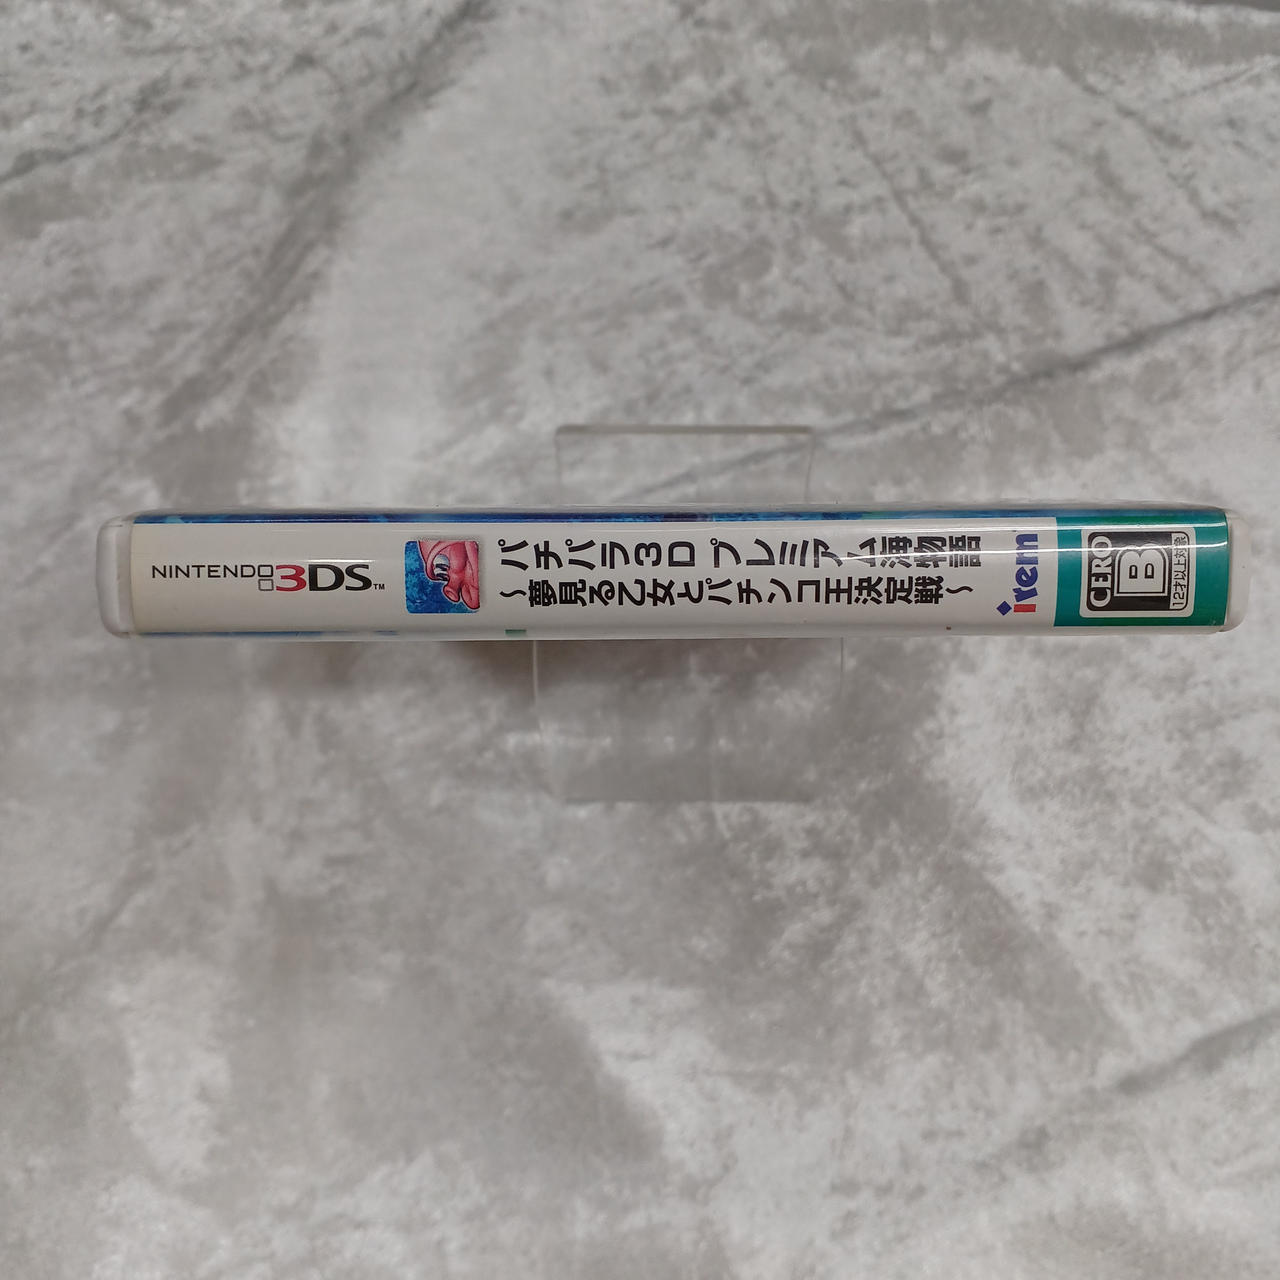 NINTENDO 3DS™
パチパラ3D プレミアム海物語
～夢見る乙女とパチンコ王決定戦～
irem
CERO
B
12才以上対象